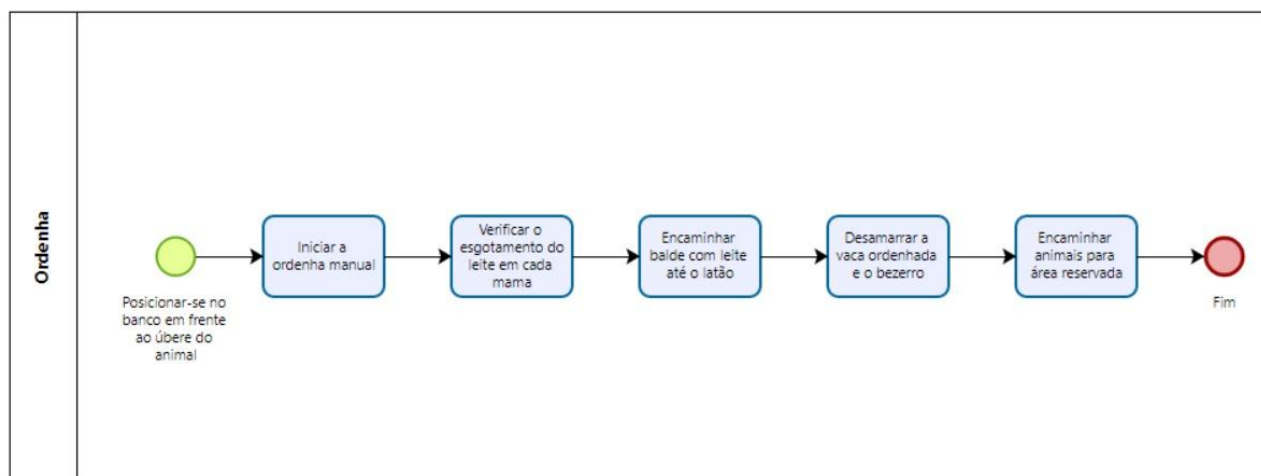 Ordenha
Posicionar-se no
banco em frente
ao úbere do
animal
Iniciar a
ordenha manual
Verificar o
esgotamento do
leite em cada
mama
Encaminhar
balde com leite
até o latão
Desamarrar a
vaca ordenhada
e o bezerro
Encaminhar
animais para
área reservada
Fim